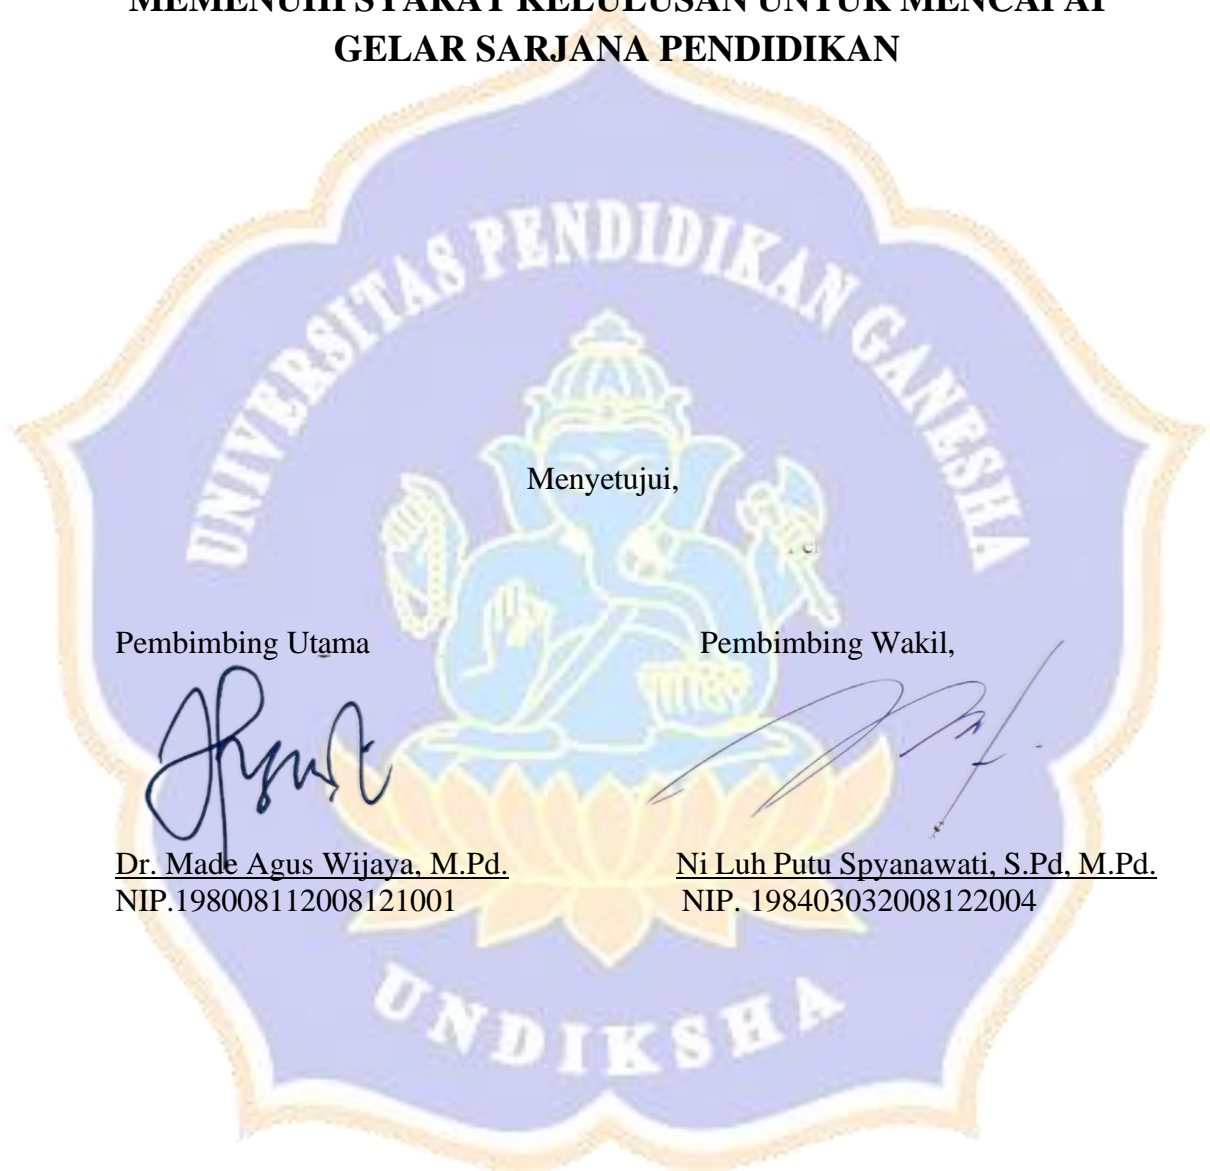 MEMENUHI SYARAT KELULUSAN UNTUK MENCAPAI
GELAR SARJANA PENDIDIKAN
UNIVERSITAS PENDIDIKAN GANESHA
Menyetujui,
Pembimbing Utama
Pembimbing Wakil,
Dr. Made Agus Wijaya, M.Pd.
Ni Luh Putu Spyanawati, S.Pd, M.Pd.
NIP.198008112008121001
NIP. 198403032008122004
UNDIKSHA